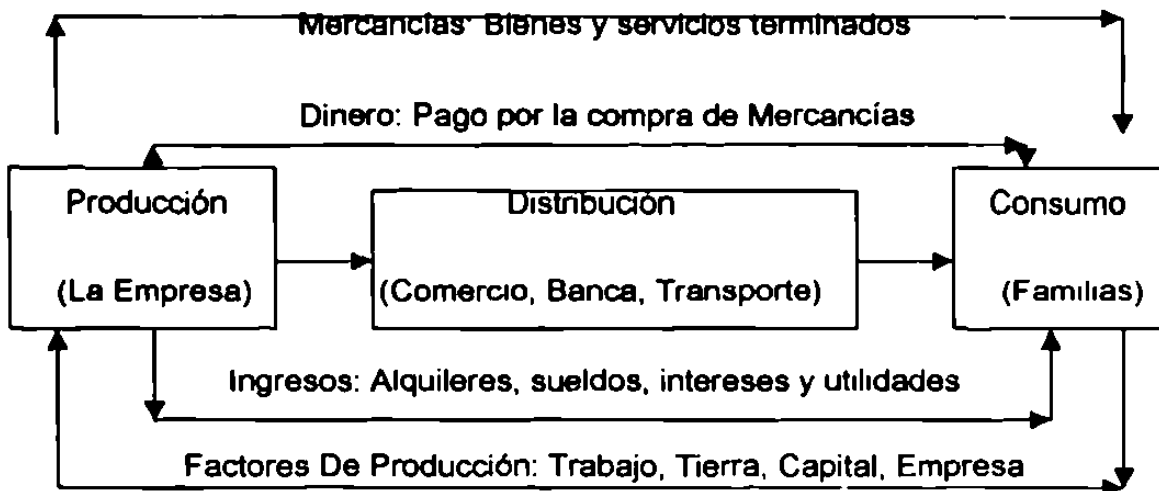 Mercancías: Bienes y servicios terminados
Dinero: Pago por la compra de Mercancías
Producción
(La Empresa)
Distribución
(Comercio, Banca, Transporte)
Consumo
(Familias)
Ingresos: Alquileres, sueldos, intereses y utilidades
Factores De Producción: Trabajo, Tierra, Capital, Empresa